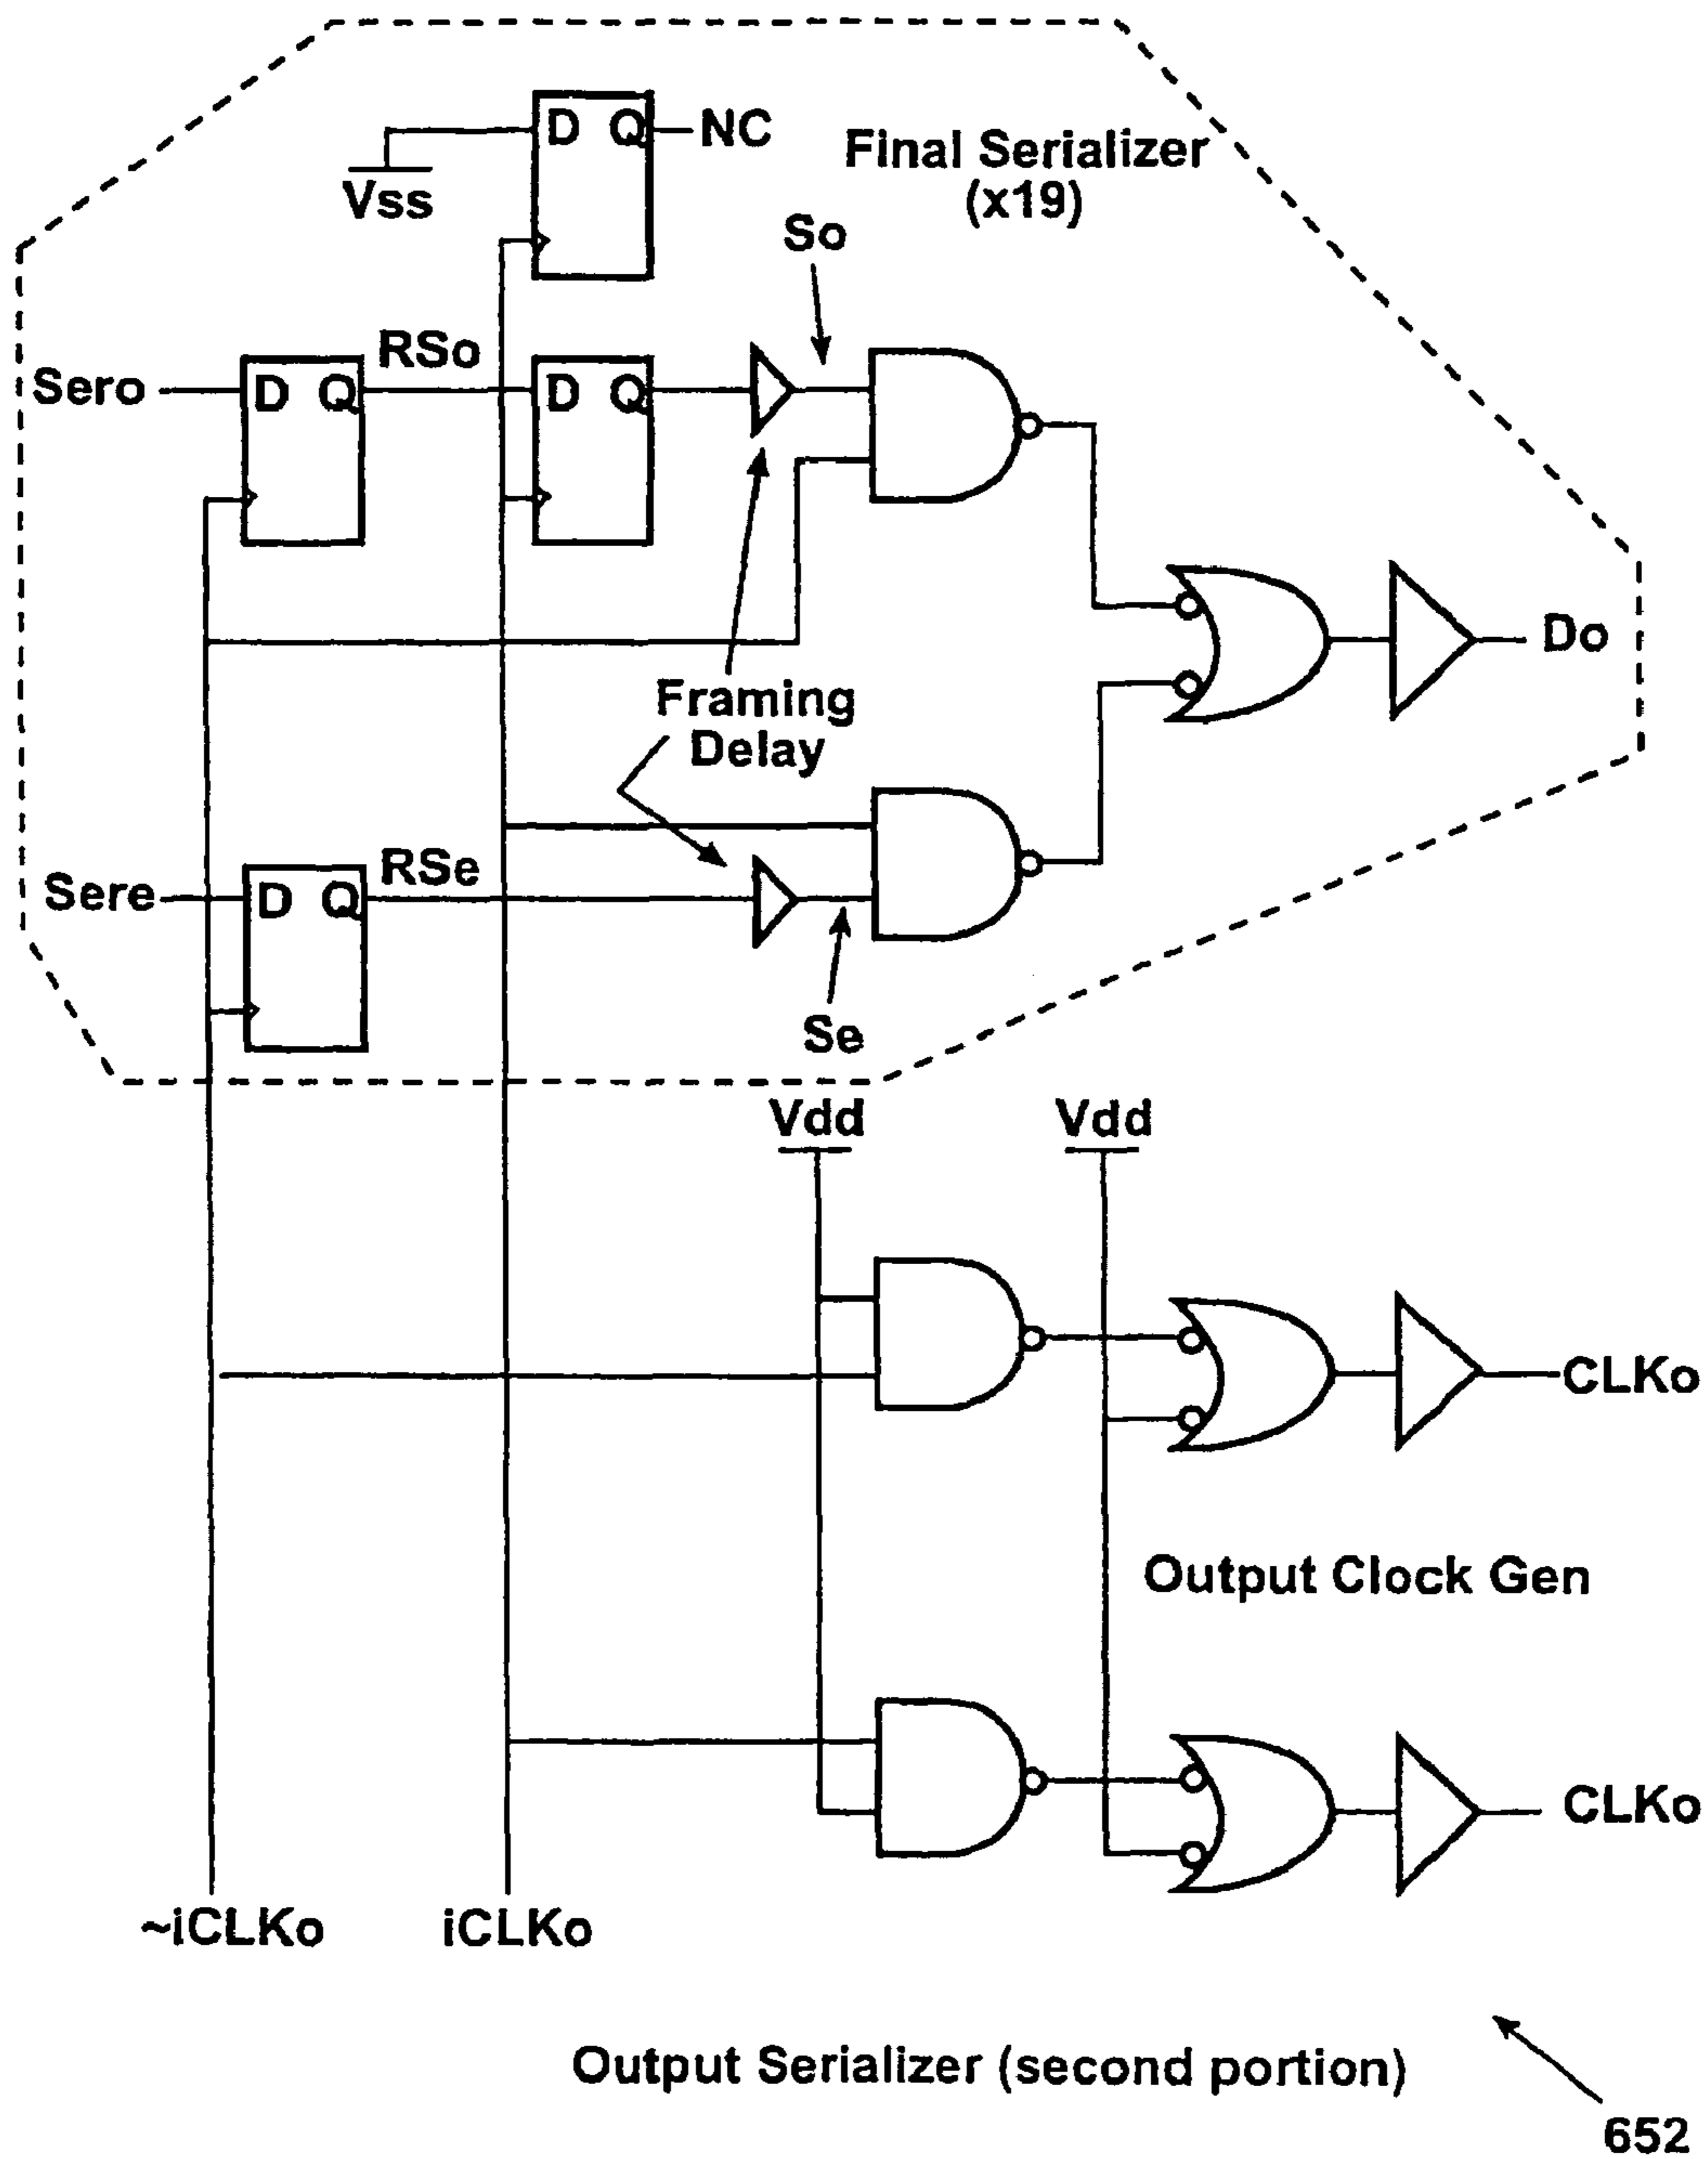 D Q
NC
Vss
Final Serializer
(x19)
So
Sero
D Q
RSo
D Q
Do
Framing
Delay
Sere
D Q
RSe
Se
Vdd
Vdd
CLKo
Output Clock Gen
CLKo
~iCLKo
iCLKo
Output Serializer (second portion)
652